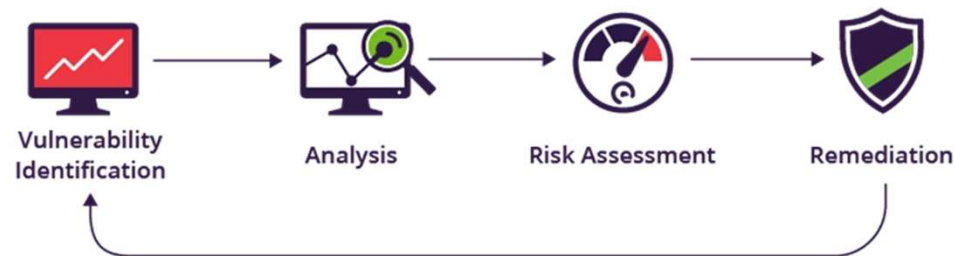 Vulnerability
Identification
Analysis
Risk Assessment
Remediation